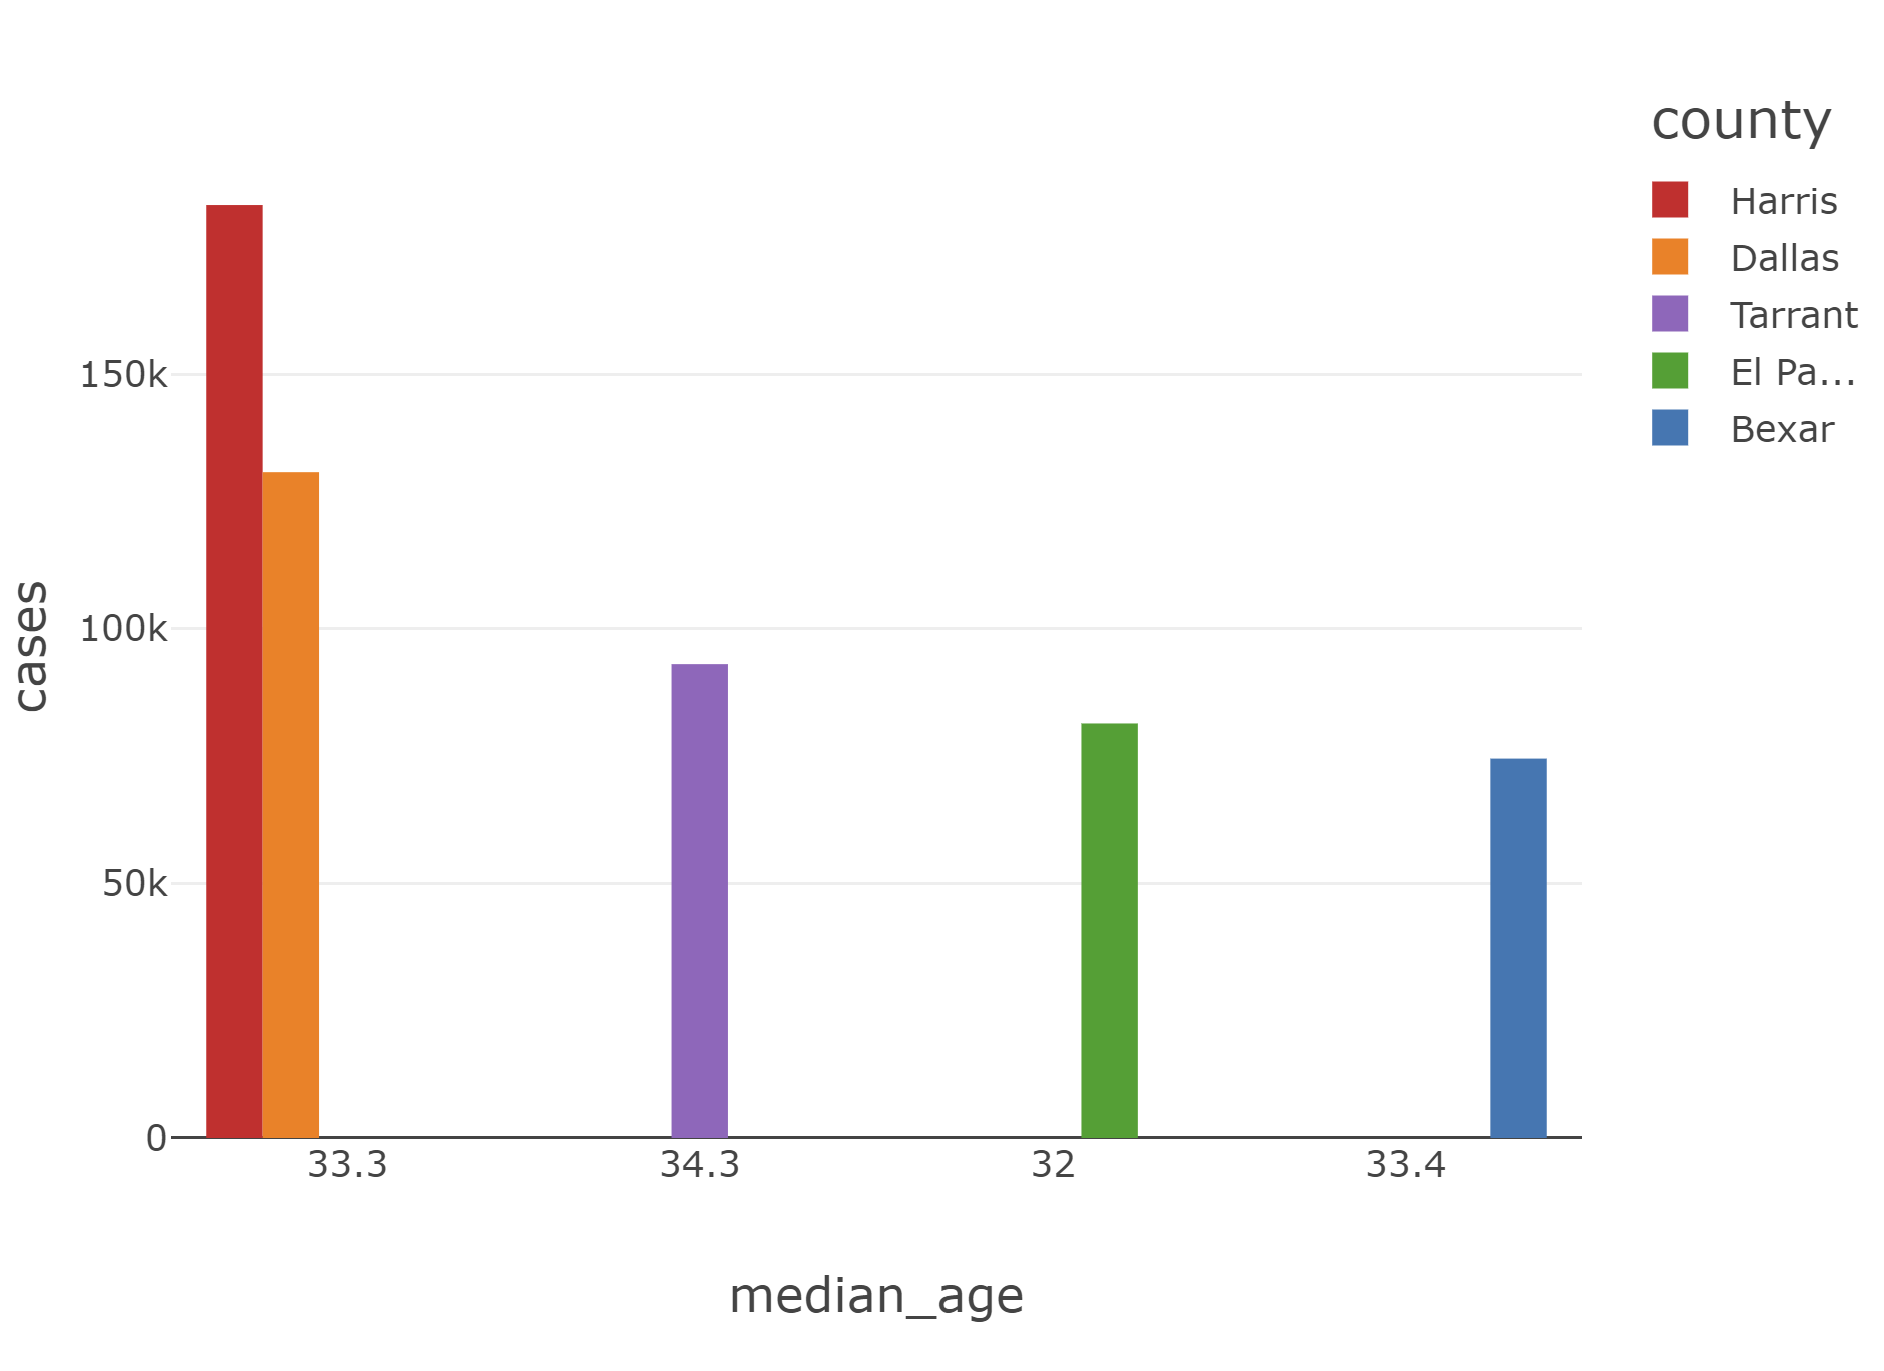 county
Harris
Dallas
Tarrant
El Pa...
Bexar
cases
150k
100k
50k
0
33.3
34.3
32
33.4
median_age